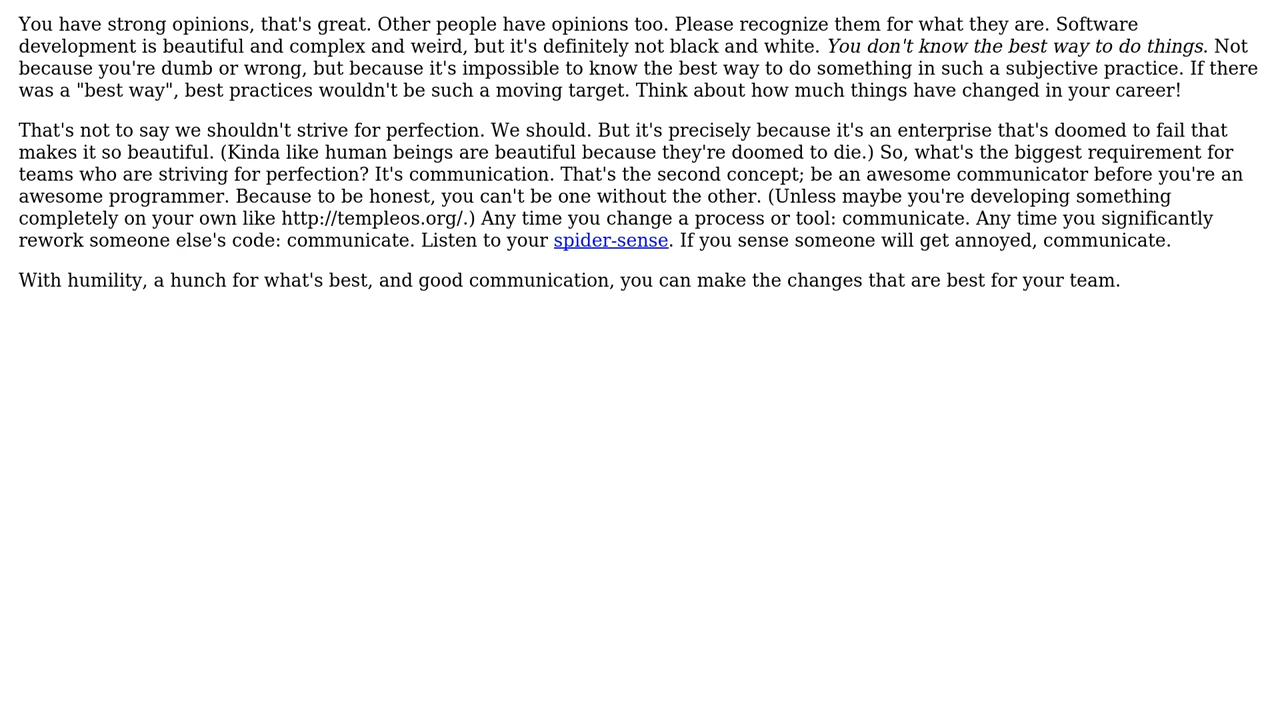 You have strong opinions, that's great. Other people have opinions too. Please recognize them for what they are. Software
development is beautiful and complex and weird, but it's definitely not black and white. You don't know the best way to do things. Not
because you're dumb or wrong, but because it's impossible to know the best way to do something in such a subjective practice. If there
was a "best way", best practices wouldn't be such a moving target. Think about how much things have changed in your career!
That's not to say we shouldn't strive for perfection. We should. But it's precisely because it's an enterprise that's doomed to fail that
makes it so beautiful. (Kinda like human beings are beautiful because they're doomed to die.) So, what's the biggest requirement for
teams who are striving for perfection? It's communication. That's the second concept; be an awesome communicator before you're an
awesome programmer. Because to be honest, you can't be one without the other. (Unless maybe you're developing something
completely on your own like http://templeos.org/.) Any time you change a process or tool: communicate. Any time you significantly
rework someone else's code: communicate. Listen to your spider-sense. If you sense someone will get annoyed, communicate.
With humility, a hunch for what's best, and good communication, you can make the changes that are best for your team.